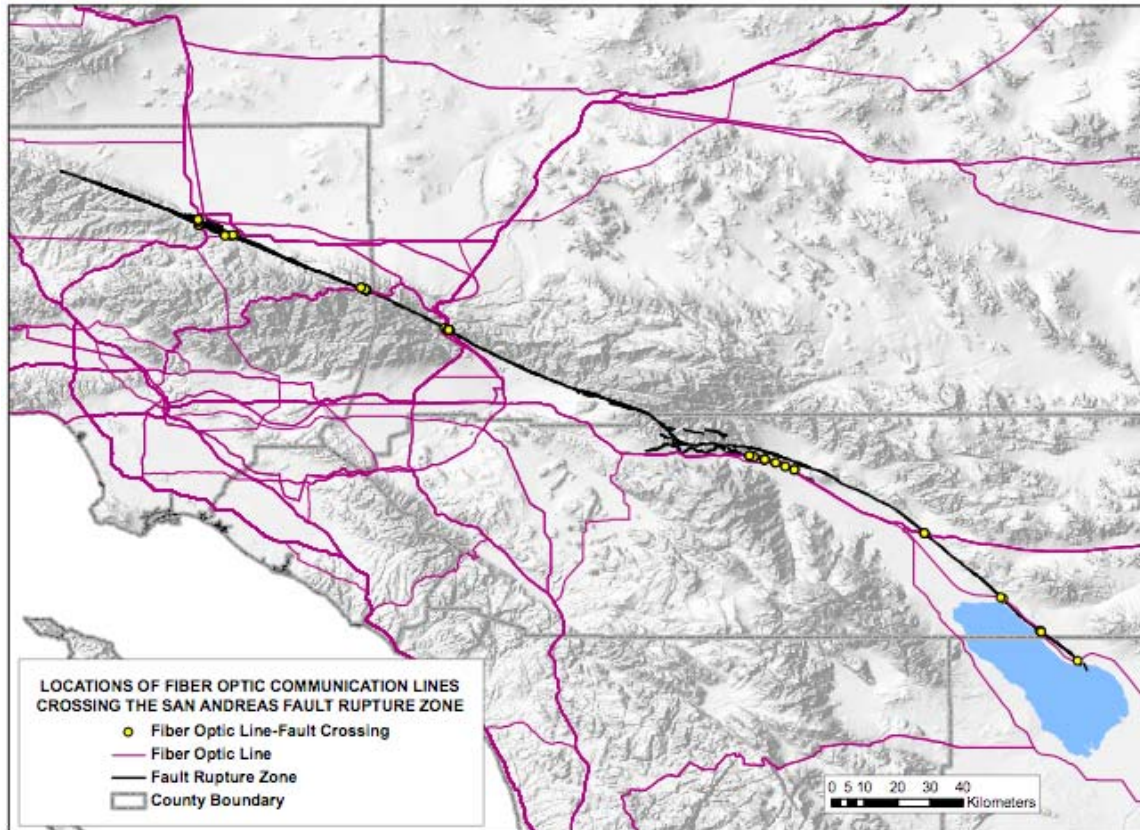 LOCATIONS OF FIBER OPTIC COMMUNICATION LINES
CROSSING THE SAN ANDREAS FAULT RUPTURE ZONE
Fiber Optic Line-Fault Crossing
Fiber Optic Line
Fault Rupture Zone
County Boundary
0 5 10 20 30 40
Kilometers